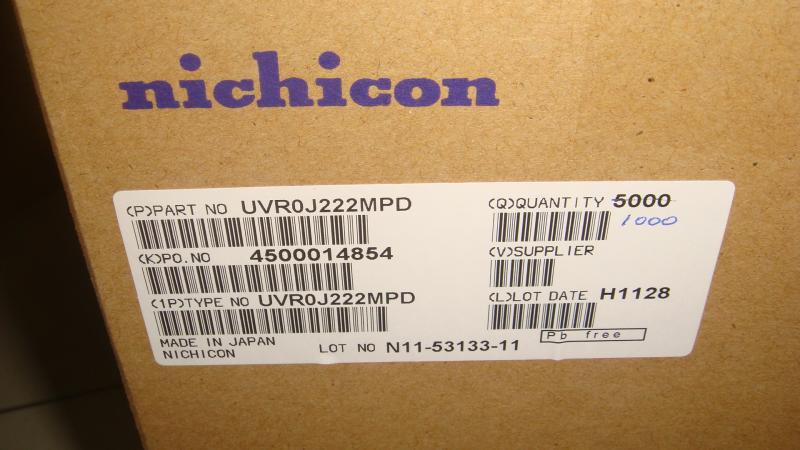 nichicon
(P)PART NO UVR0J222MPD
(Q)QUANTITY 5000
1000
(K)PO.NO 4500014854
(V)SUPPLIER
(1P)TYPE NO UVR0J222MPD
(L)LOT DATE H1128
MADE IN JAPAN
NICHICON
LOT NO N11-53133-11
Pb free